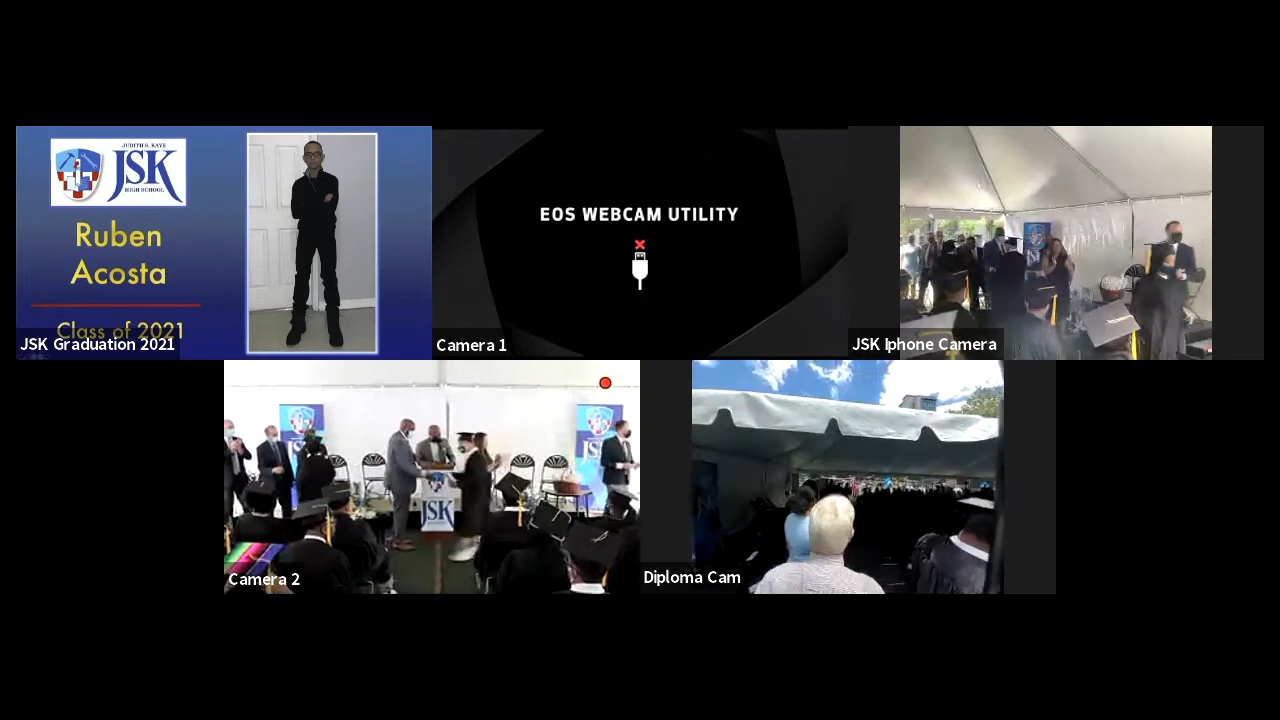 JUDITH S. KAYE
JSK
HIGH SCHOOL
Ruben
Acosta
Class of 2021
JSK Graduation 2021
EOS WEBCAM UTILITY
Camera 1
JSK Iphone Camera
JSK
Camera 2
Diploma Cam